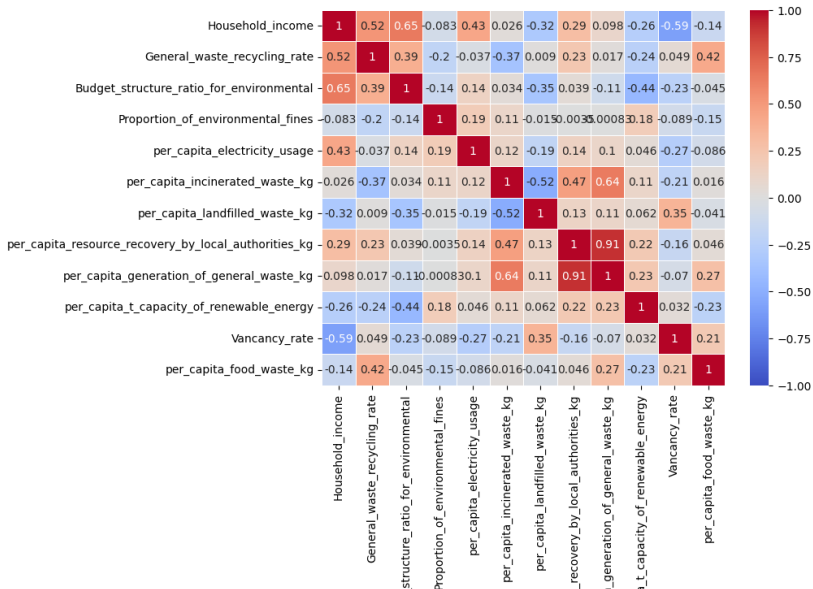 Household_income 1 0.52 0.65 -0.083 0.43 0.026 -0.32 0.29 0.098 -0.26 -0.59 -0.14
General_waste_recycling_rate 0.52 1 0.39 -0.2 -0.037 -0.37 0.009 0.23 0.017 -0.24 0.049 0.42
Budget_structure_ratio_for_environmental 0.65 0.39 1 -0.14 0.14 0.034 -0.35 0.039 -0.11 -0.44 -0.23 -0.045
Proportion_of_environmental_fines -0.083 -0.2 -0.14 1 0.19 0.11 -0.015 -0.0035 -0.00083 0.18 -0.089 -0.15
per_capita_electricity_usage 0.43 -0.037 0.14 0.19 1 0.12 -0.19 0.14 0.1 0.046 -0.27 -0.086
per_capita_incinerated_waste_kg 0.026 -0.37 0.034 0.11 0.12 1 -0.52 0.47 0.64 0.11 -0.21 0.016
per_capita_landfilled_waste_kg -0.32 0.009 -0.35 -0.015 -0.19 -0.52 1 0.13 0.11 0.062 0.35 -0.041
per_capita_resource_recovery_by_local_authorities_kg 0.29 0.23 0.039 -0.0035 0.14 0.47 0.13 1 0.91 0.22 -0.16 0.046
per_capita_generation_of_general_waste_kg 0.098 0.017 -0.11 -0.00083 0.1 0.64 0.11 0.91 1 0.23 -0.07 0.27
per_capita_t_capacity_of_renewable_energy -0.26 -0.24 -0.44 0.18 0.046 0.11 0.062 0.22 0.23 1 0.032 -0.23
Vancancy_rate -0.59 0.049 -0.23 -0.089 -0.27 -0.21 0.35 -0.16 -0.07 0.032 1 0.21
per_capita_food_waste_kg -0.14 0.42 -0.045 -0.15 -0.086 0.016 -0.041 0.046 0.27 -0.23 0.21 1
Household_income
General_waste_recycling_rate
structure_ratio_for_environmental
Proportion_of_environmental_fines
per_capita_electricity_usage
per_capita_incinerated_waste_kg
per_capita_landfilled_waste_kg
_recovery_by_local_authorities_kg
_generation_of_general_waste_kg
_t_capacity_of_renewable_energy
Vancancy_rate
per_capita_food_waste_kg
1.00
0.75
0.50
0.25
0.00
−0.25
−0.50
−0.75
−1.00